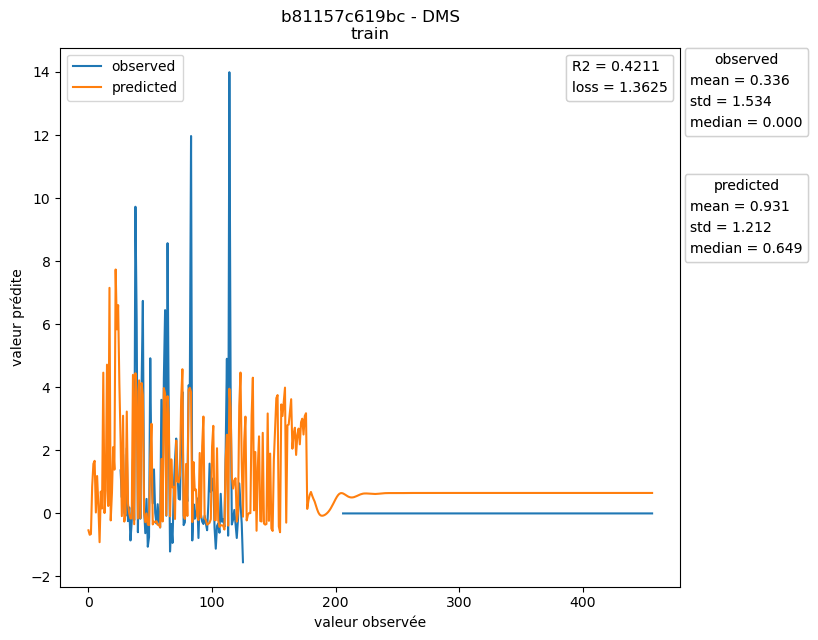 b81157c619bc - DMS
train
observed
predicted
R2 = 0.4211
loss = 1.3625
observed
mean = 0.336
std = 1.534
median = 0.000
predicted
mean = 0.931
std = 1.212
median = 0.649
14
12
10
8
6
4
2
0
−2
valeur prédite
0 100 200 300 400
valeur observée